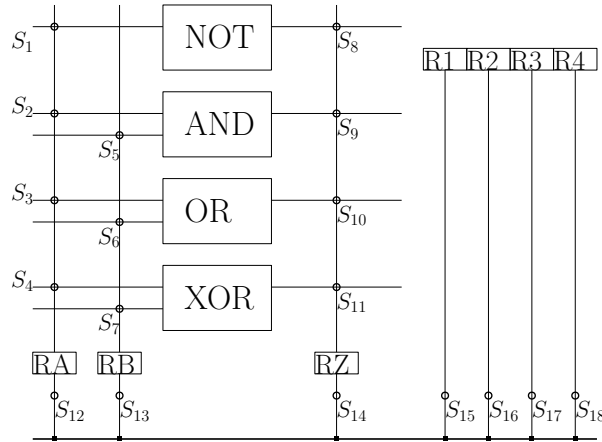 S₁ NOT S₈
R1 R2 R3 R4
S₂ AND S₉
S₅
S₃ OR S₁₀
S₆
S₄ XOR S₁₁
S₇
RA RB RZ
S₁₂ S₁₃ S₁₄ S₁₅ S₁₆ S₁₇ S₁₈